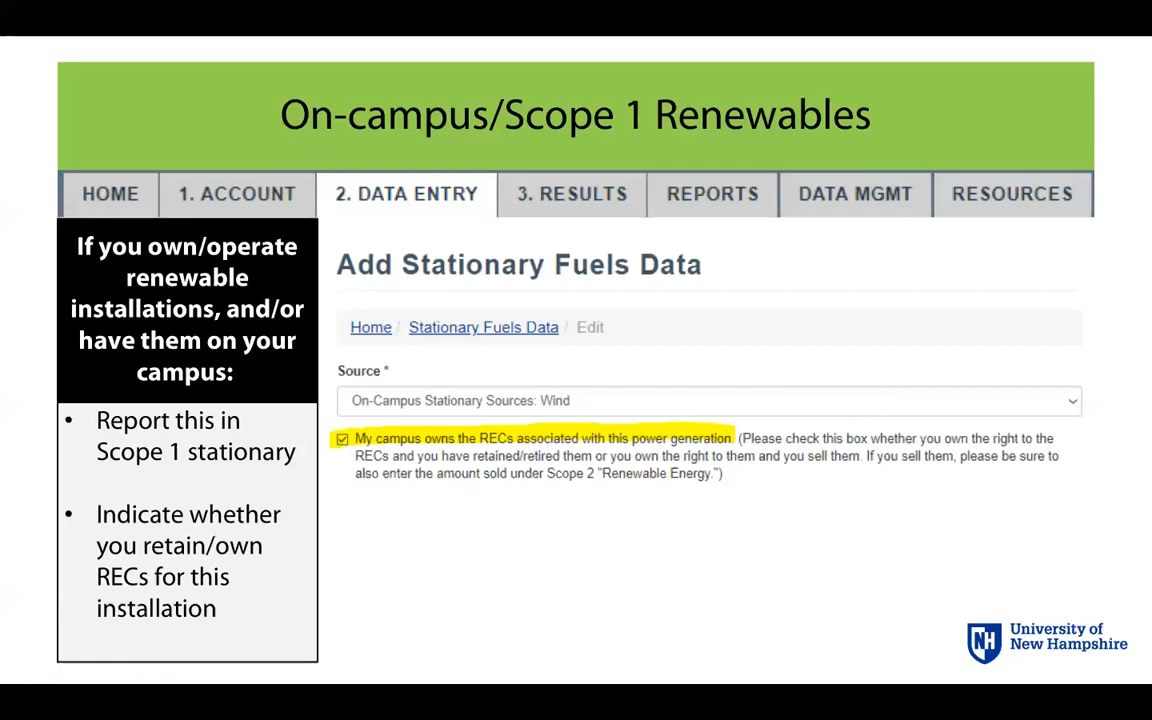 On-campus/Scope 1 Renewables
HOME
1. ACCOUNT
2. DATA ENTRY
3. RESULTS
REPORTS
DATA MGMT
RESOURCES
If you own/operate
renewable
installations, and/or
have them on your
campus:
• Report this in
Scope 1 stationary
• Indicate whether
you retain/own
RECs for this
installation
Add Stationary Fuels Data
Home / Stationary Fuels Data / Edit
Source *
On-Campus Stationary Sources: Wind
My campus owns the RECs associated with this power generation. (Please check this box whether you own the right to the
RECs and you have retained/retired them or you own the right to them and you sell them. If you sell them, please be sure to
also enter the amount sold under Scope 2 "Renewable Energy.")
NH
University of
New Hampshire